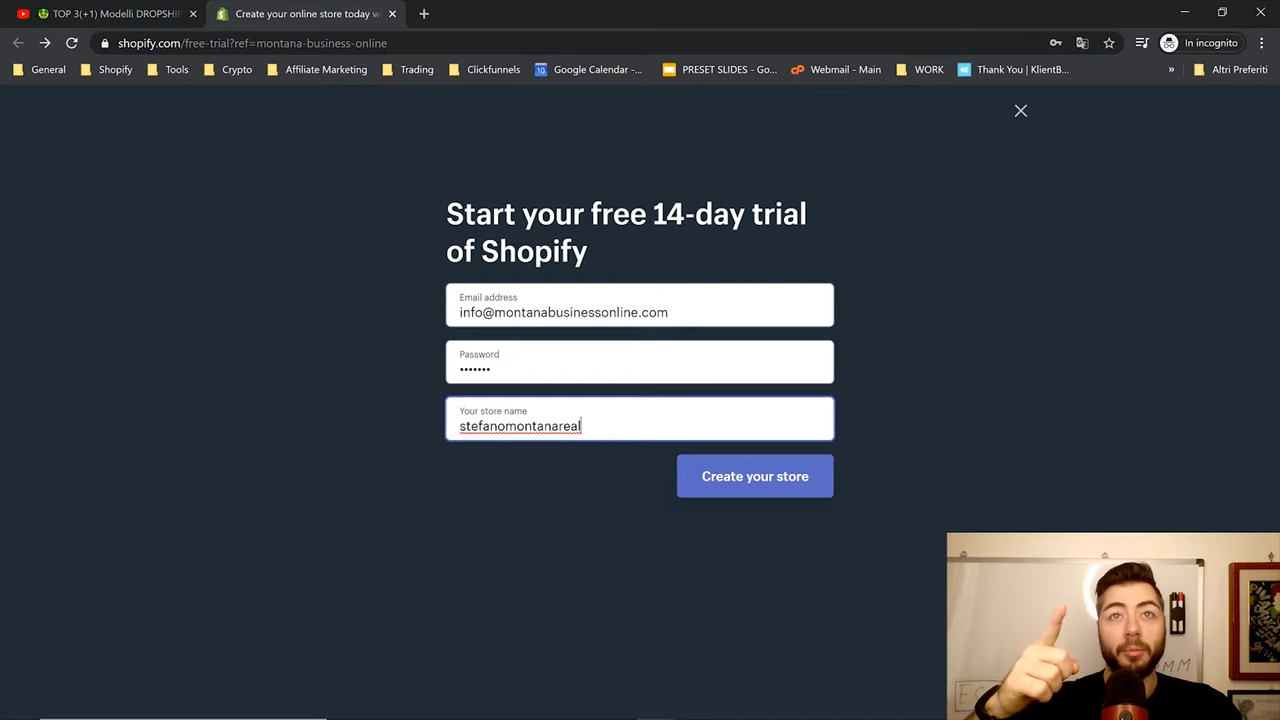 TOP 3(+1) Modelli DROPSHIP
Create your online store today w
shopify.com/free-trial?ref=montana-business-online
In incognito
General
Shopify
Tools
Crypto
Affiliate Marketing
Trading
Clickfunnels
Google Calendar -...
PRESET SLIDES - Go...
Webmail - Main
WORK
Thank You | KlientB...
»
Altri Preferiti
Start your free 14-day trial
of Shopify
Email address
info@montanabusinessonline.com
Password
•••••••
Your store name
stefanomontanareal
Create your store